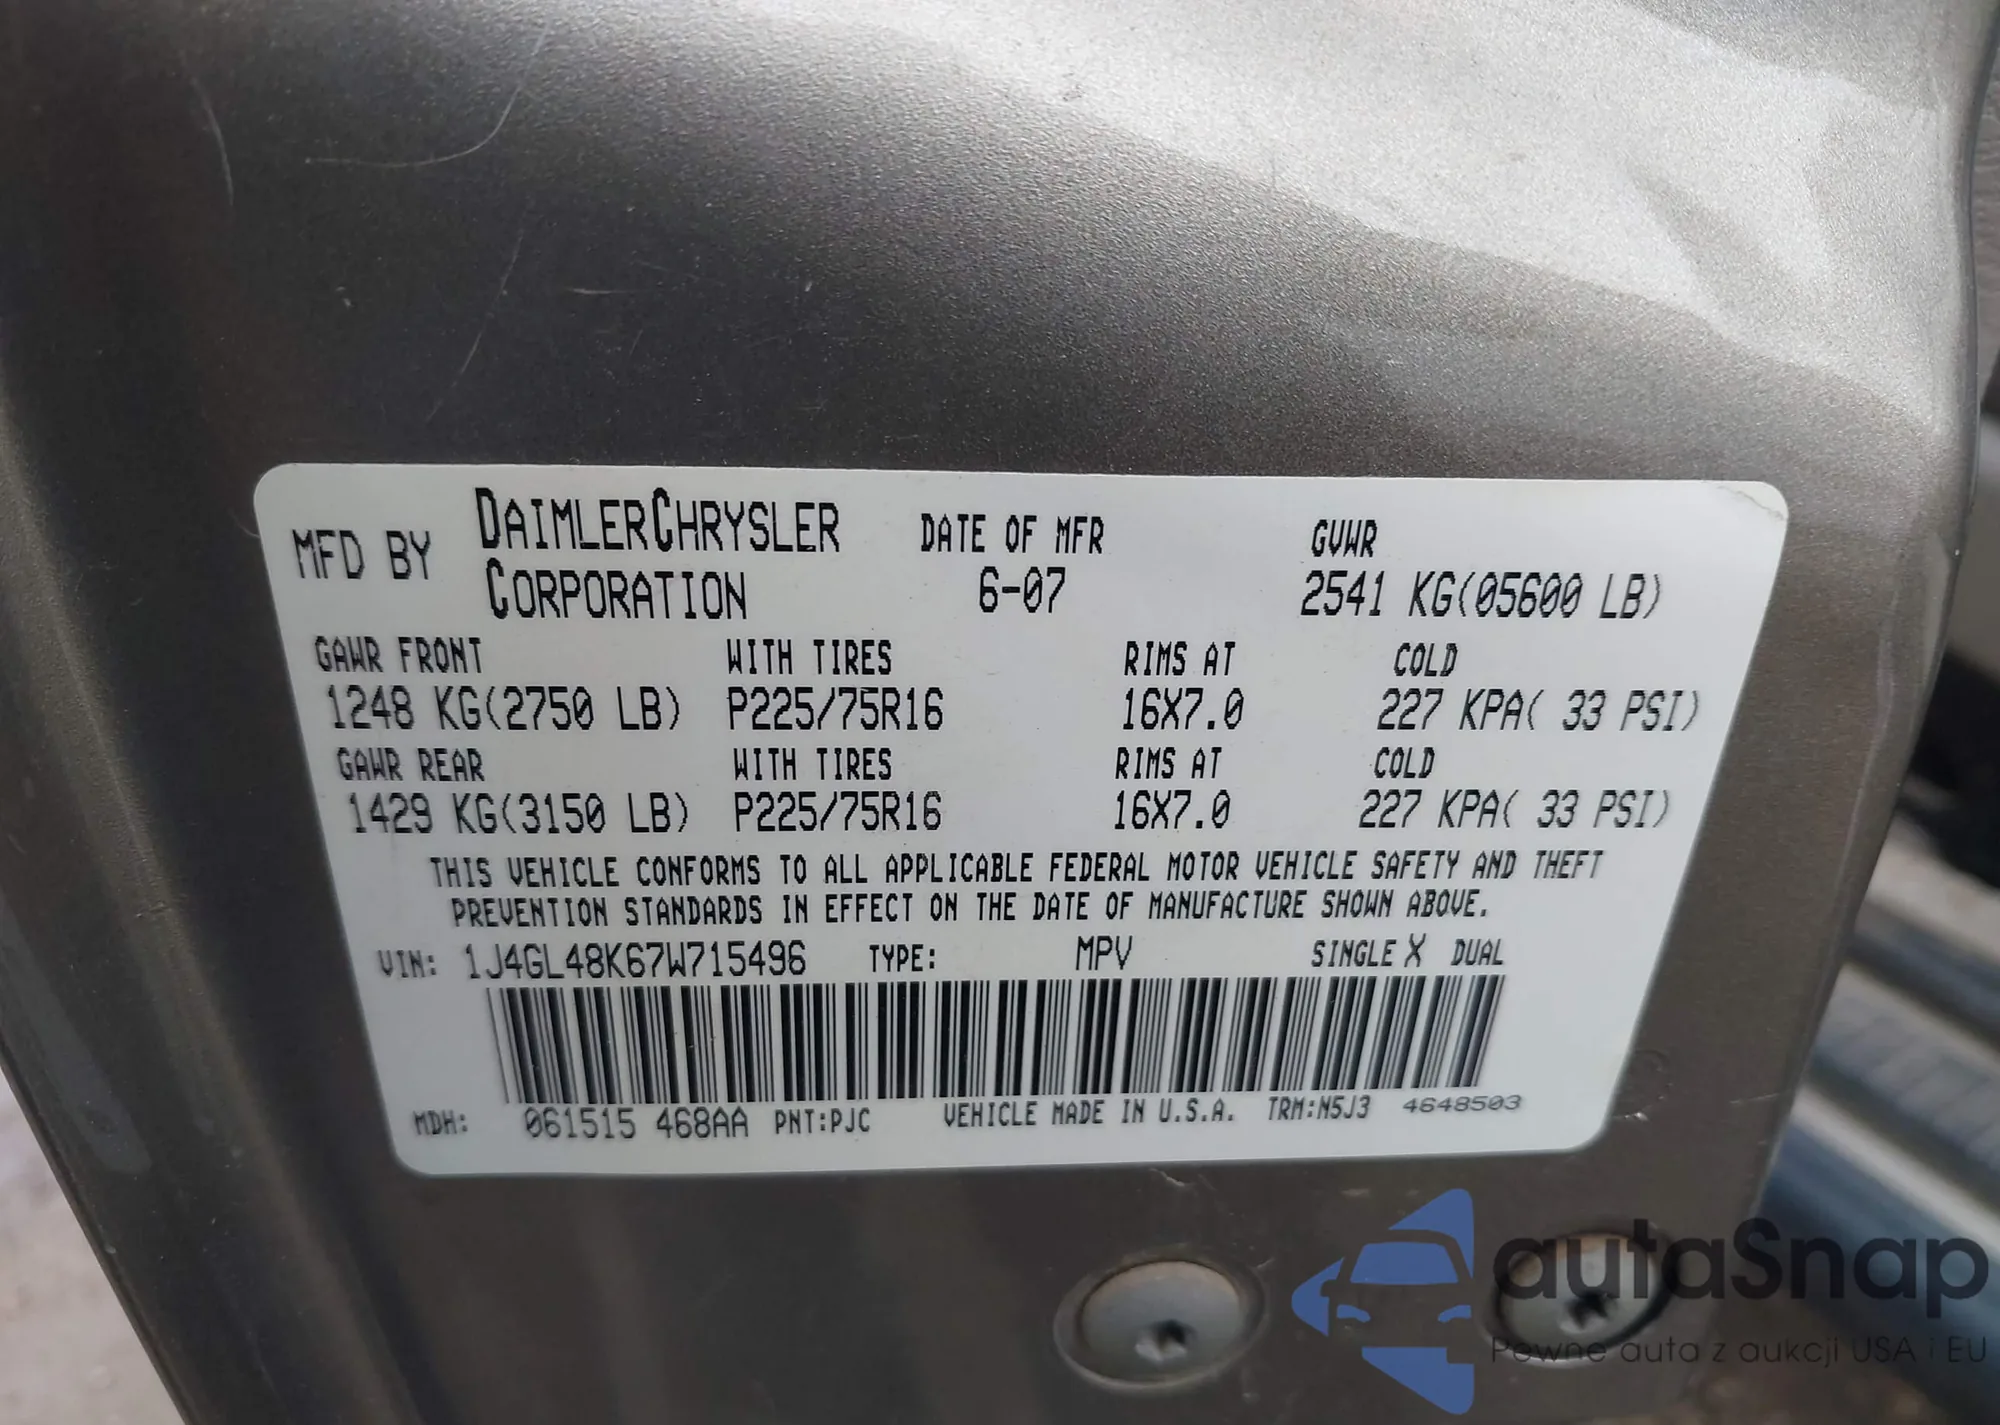 MFD BY DAIMLERCHRYSLER CORPORATION DATE OF MFR 6-07 GVWR 2541 KG(05600 LB)
GAWR FRONT WITH TIRES RIMS AT COLD
1248 KG(2750 LB) P225/75R16 16X7.0 227 KPA( 33 PSI)
GAWR REAR WITH TIRES RIMS AT COLD
1429 KG(3150 LB) P225/75R16 16X7.0 227 KPA( 33 PSI)
THIS VEHICLE CONFORMS TO ALL APPLICABLE FEDERAL MOTOR VEHICLE SAFETY AND THEFT
PREVENTION STANDARDS IN EFFECT ON THE DATE OF MANUFACTURE SHOWN ABOVE.
VIN: 1J4GL48K67W715496 TYPE: MPV SINGLE X DUAL
MDH: 061515 468AA PNT:PJC VEHICLE MADE IN U.S.A. TRM:N5J3 4648503
autaSnap
Pewne auta z aukcji USA i EU